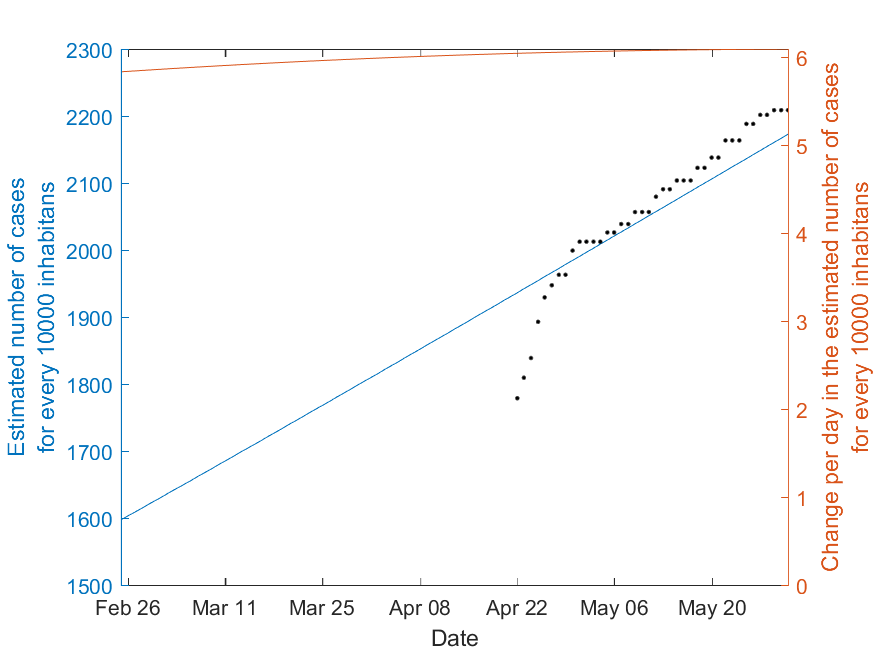 Estimated number of cases
for every 10000 inhabitans
2300
2200
2100
2000
1900
1800
1700
1600
1500
6
5
4
3
2
1
0
Change per day in the estimated number of cases
for every 10000 inhabitans
Feb 26 Mar 11 Mar 25 Apr 08 Apr 22 May 06 May 20
Date